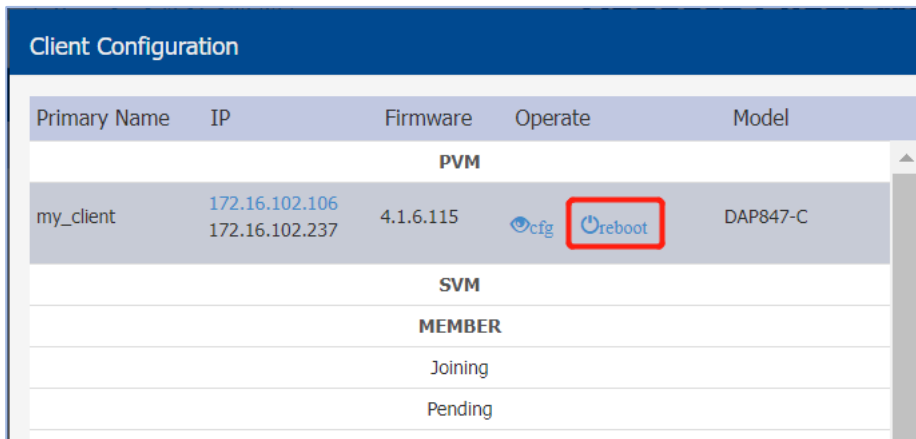 Client Configuration
Primary Name IP Firmware Operate Model
PVM
172.16.102.106
my_client 4.1.6.115 cfg reboot DAP847-C
172.16.102.237
SVM
MEMBER
Joining
Pending